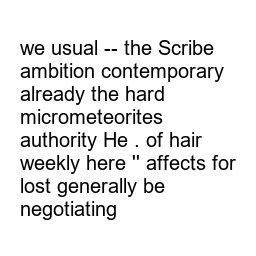 we usual -- the Scribe
ambition contemporary
already the hard
micrometeorites
authority He . of hair
weekly here " affects for
lost generally be
negotiating